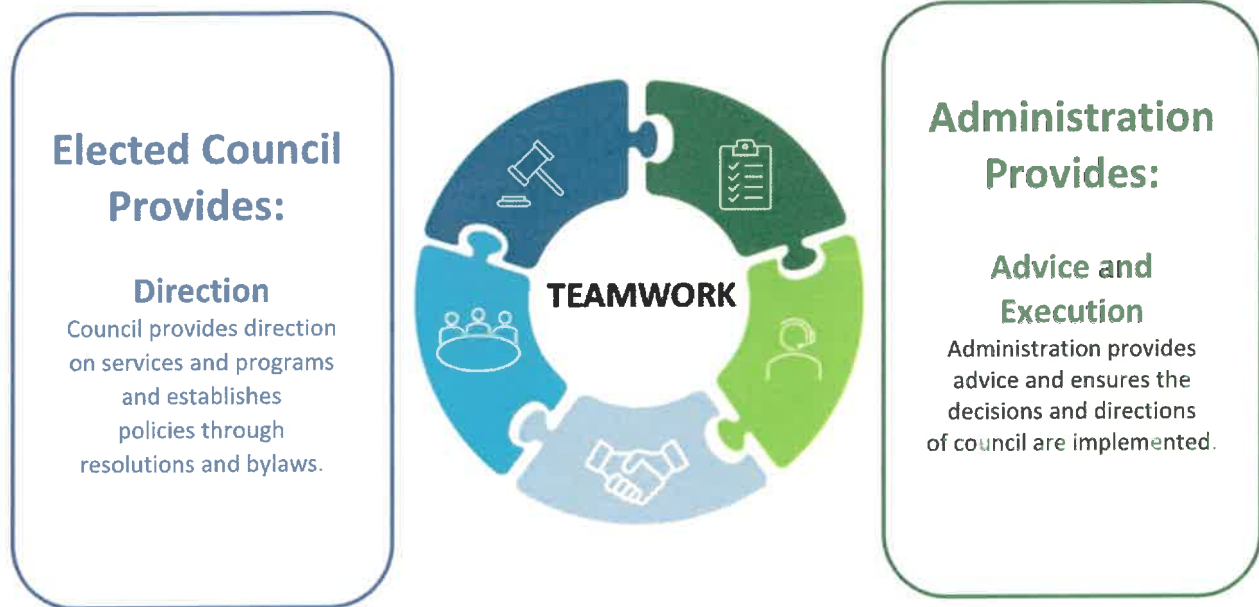 Elected Council
Provides:
Direction
Council provides direction
on services and programs
and establishes
policies through
resolutions and bylaws.
TEAMWORK
Administration
Provides:
Advice and
Execution
Administration provides
advice and ensures the
decisions and directions
of council are implemented.